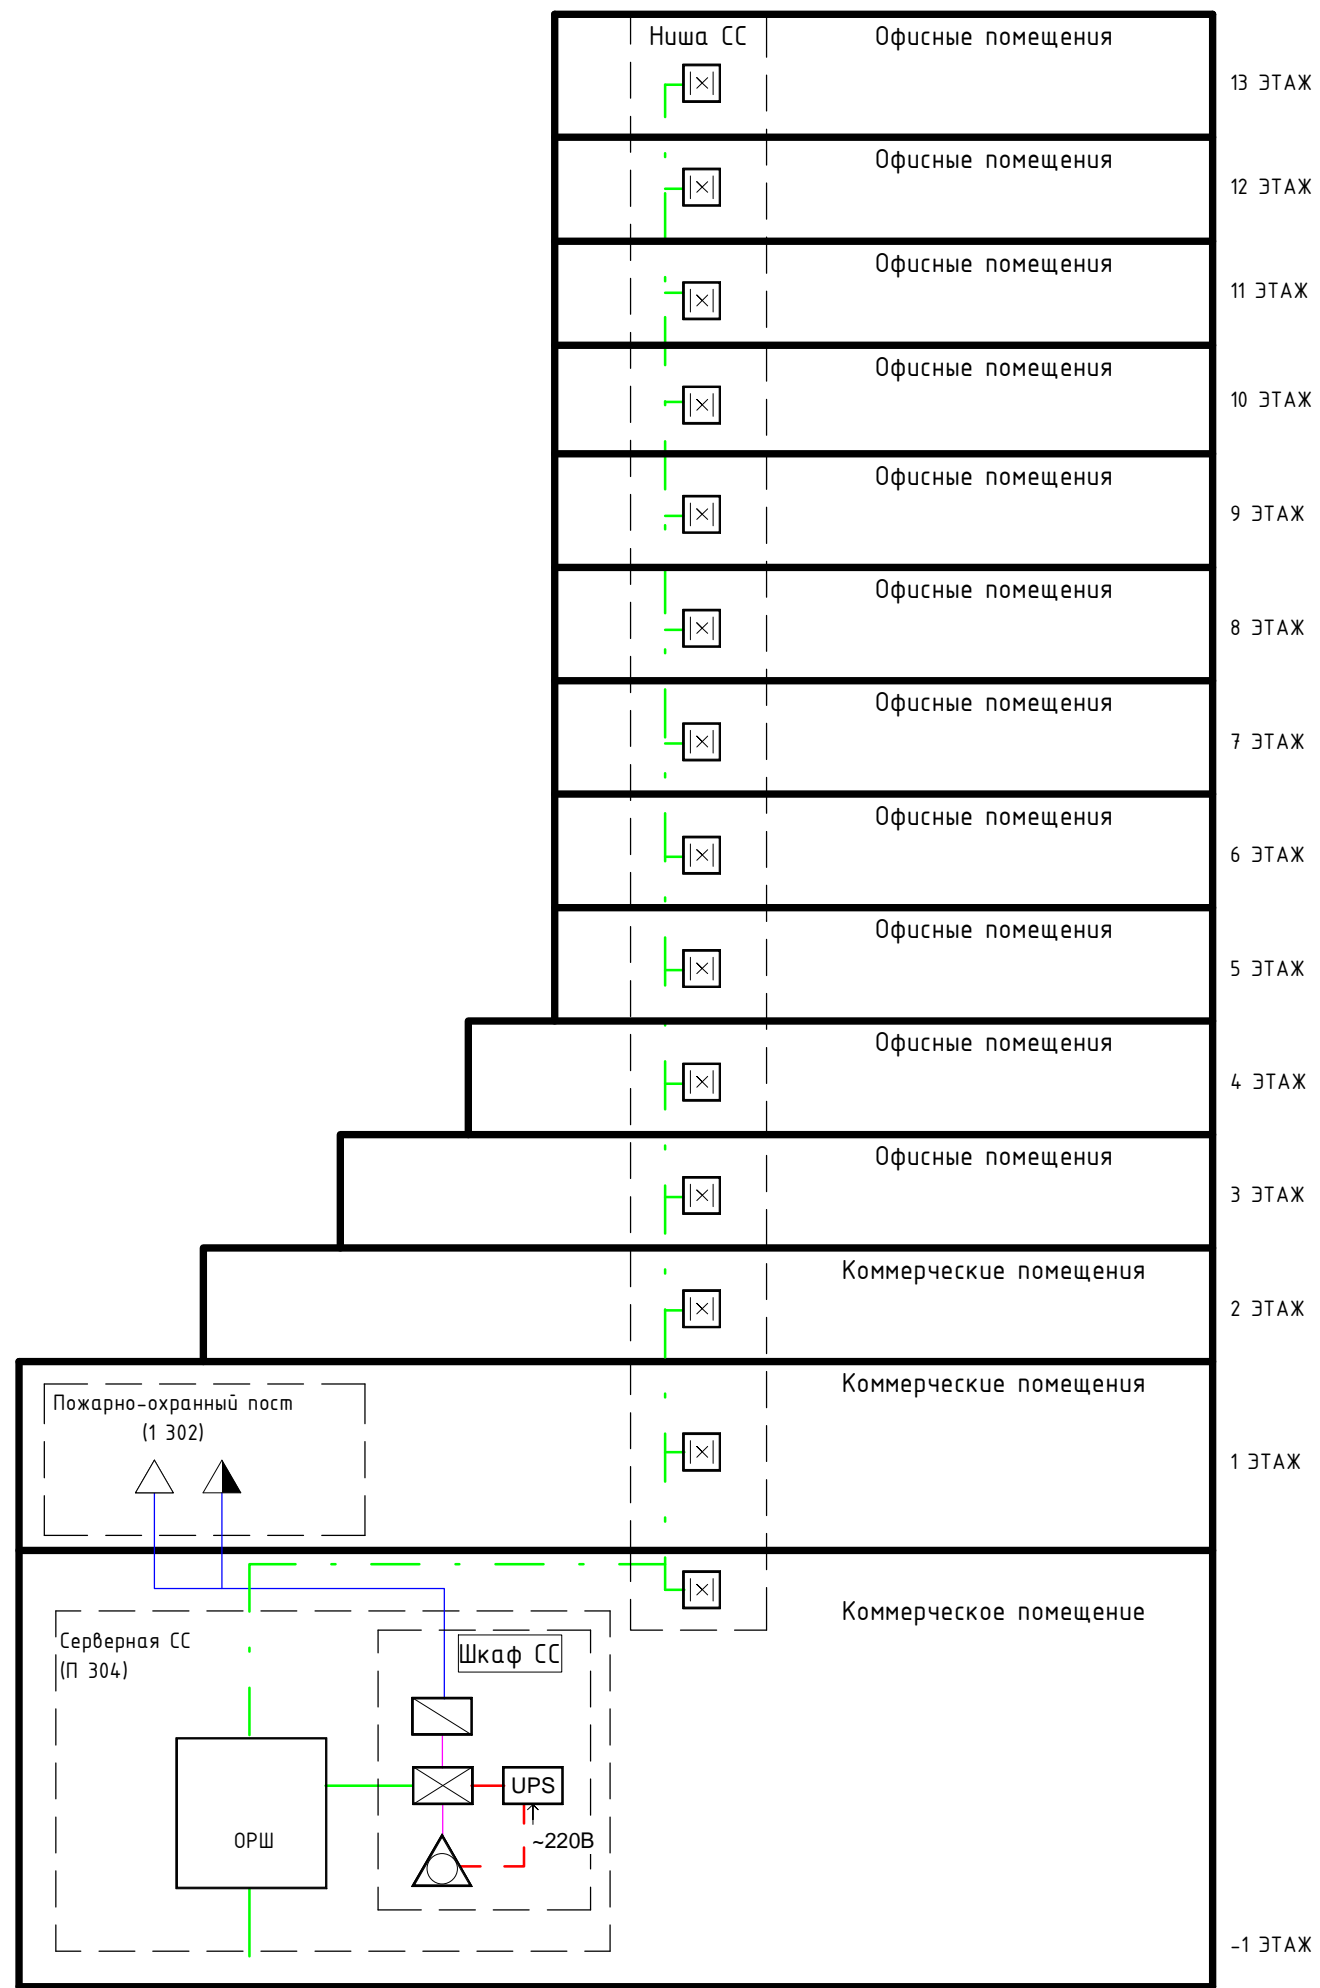 Ниша СС
Офисные помещения
13 ЭТАЖ
Офисные помещения
12 ЭТАЖ
Офисные помещения
11 ЭТАЖ
Офисные помещения
10 ЭТАЖ
Офисные помещения
9 ЭТАЖ
Офисные помещения
8 ЭТАЖ
Офисные помещения
7 ЭТАЖ
Офисные помещения
6 ЭТАЖ
Офисные помещения
5 ЭТАЖ
Офисные помещения
4 ЭТАЖ
Офисные помещения
3 ЭТАЖ
Коммерческие помещения
2 ЭТАЖ
Коммерческие помещения
Пожарно-охранный пост
(1 302)
1 ЭТАЖ
Коммерческое помещение
Серверная СС
(П 304)
Шкаф СС
UPS
~220В
ОРШ
-1 ЭТАЖ